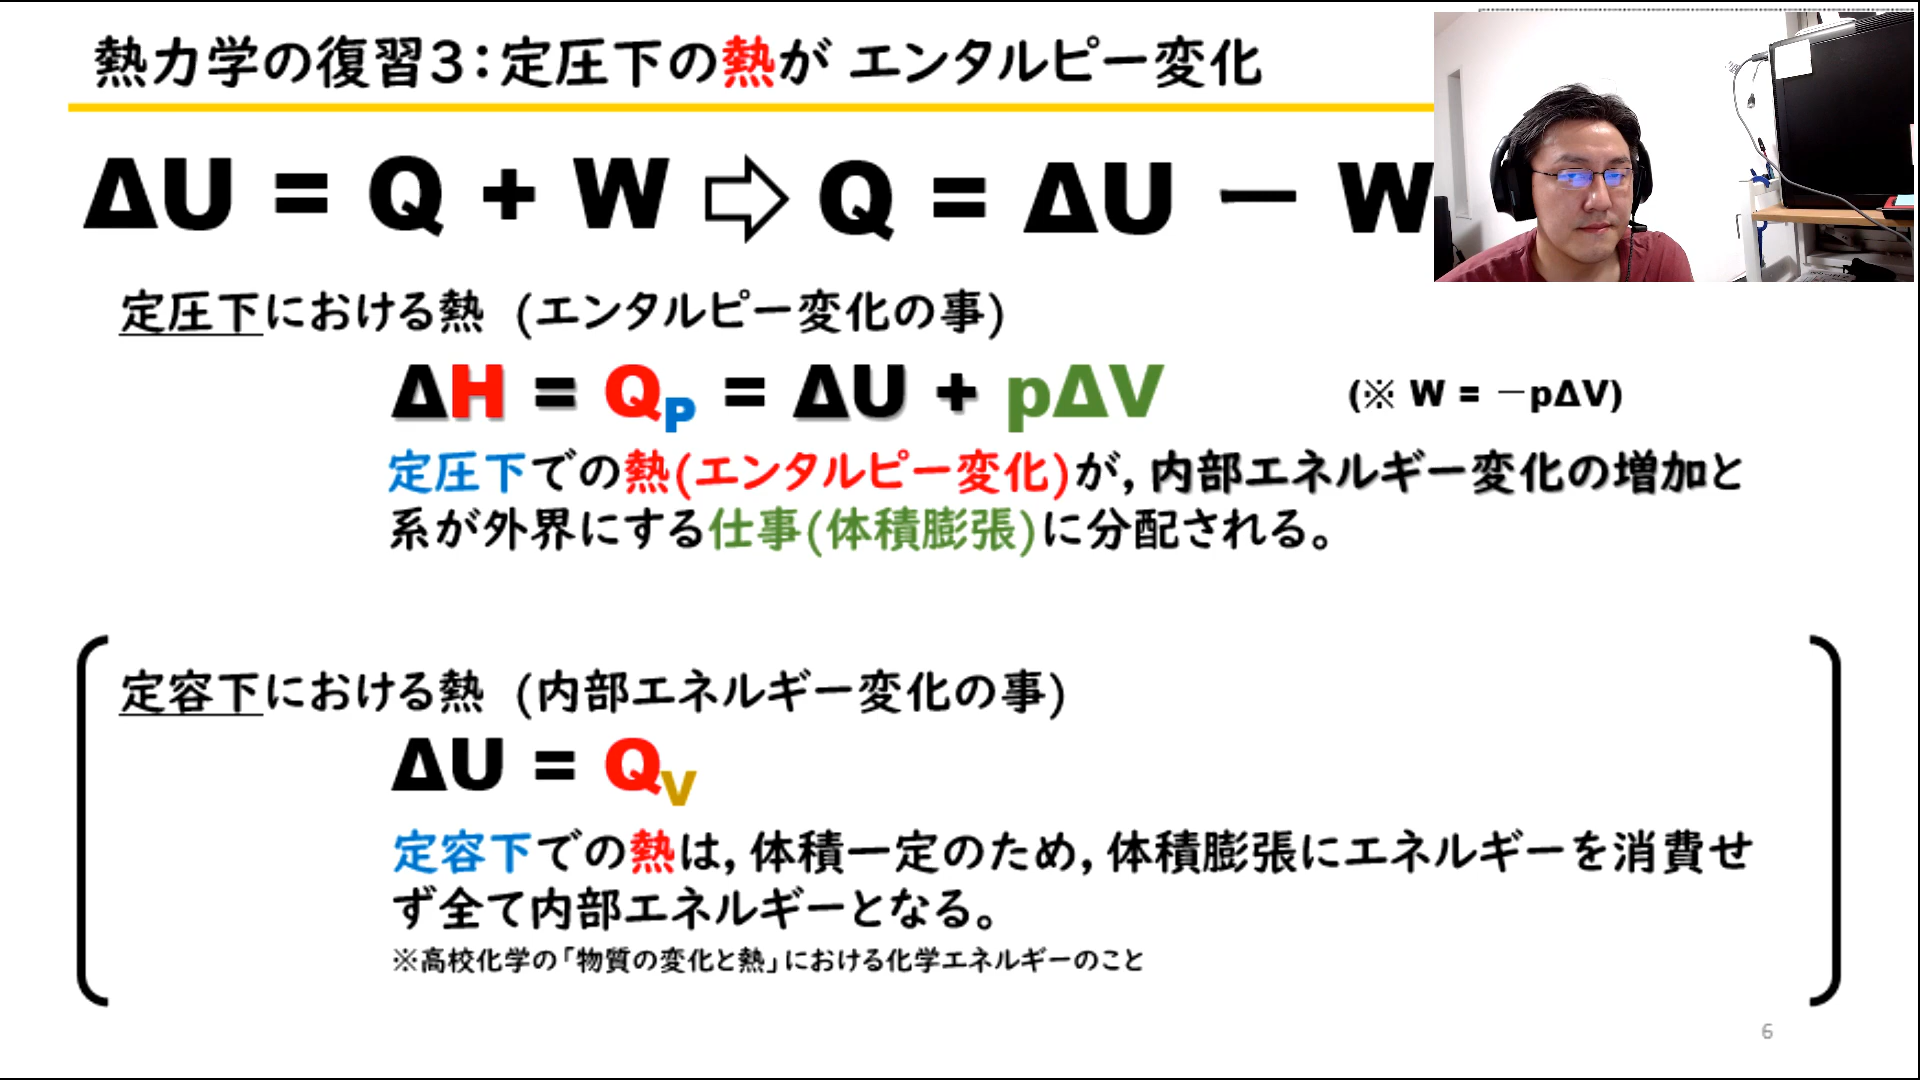 熱力学の復習3：定圧下の熱が エンタルピー変化
ΔU = Q + W ⇨ Q = ΔU − W
定圧下における熱 (エンタルピー変化の事)
ΔH = QP = ΔU + pΔV (※ W = −pΔV)
定圧下での熱(エンタルピー変化)が, 内部エネルギー変化の増加と
系が外界にする仕事(体積膨張)に分配される。
定容下における熱 (内部エネルギー変化の事)
ΔU = QV
定容下での熱は, 体積一定のため, 体積膨張にエネルギーを消費せ
ず全て内部エネルギーとなる。
※高校化学の「物質の変化と熱」における化学エネルギーのこと
6